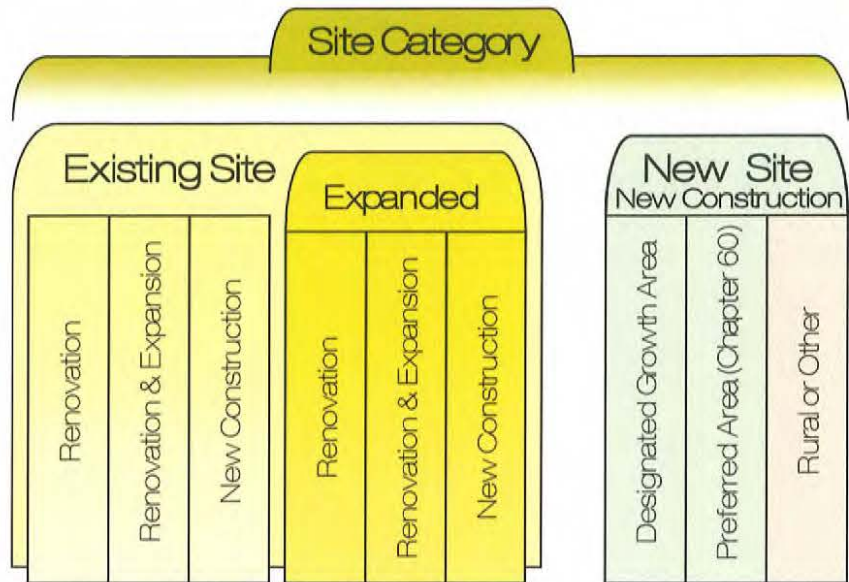 Site Category
Existing Site
Renovation
Renovation & Expansion
New Construction
Expanded
Renovation
Renovation & Expansion
New Construction
New Site
New Construction
Designated Growth Area
Preferred Area (Chapter 60)
Rural or Other